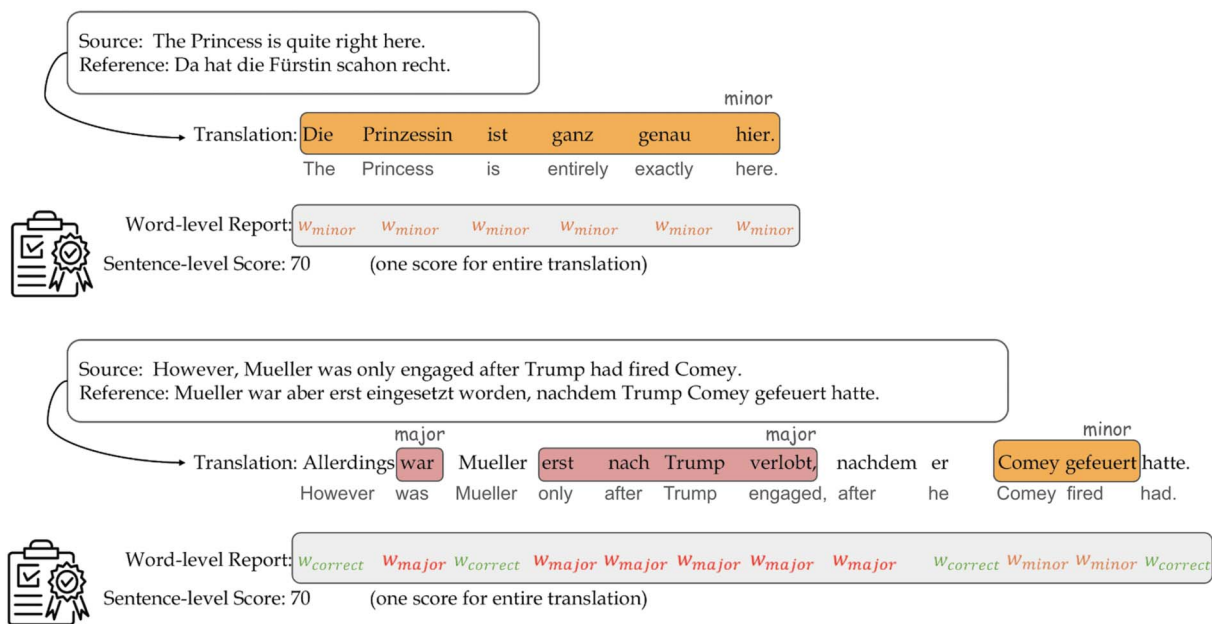 Source: The Princess is quite right here.
Reference: Da hat die Fürstin scahon recht.
minor
Translation: Die Prinzessin ist ganz genau hier.
The Princess is entirely exactly here.
Word-level Report: w_minor w_minor w_minor w_minor w_minor w_minor
Sentence-level Score: 70 (one score for entire translation)
Source: However, Mueller was only engaged after Trump had fired Comey.
Reference: Mueller war aber erst eingesetzt worden, nachdem Trump Comey gefeuert hatte.
major major minor
Translation: Allerdings war Mueller erst nach Trump verlobt, nachdem er Comey gefeuert hatte.
However was Mueller only after Trump engaged, after he Comey fired had.
Word-level Report: w_correct w_major w_correct w_major w_major w_major w_major w_major w_correct w_minor w_minor w_correct
Sentence-level Score: 70 (one score for entire translation)